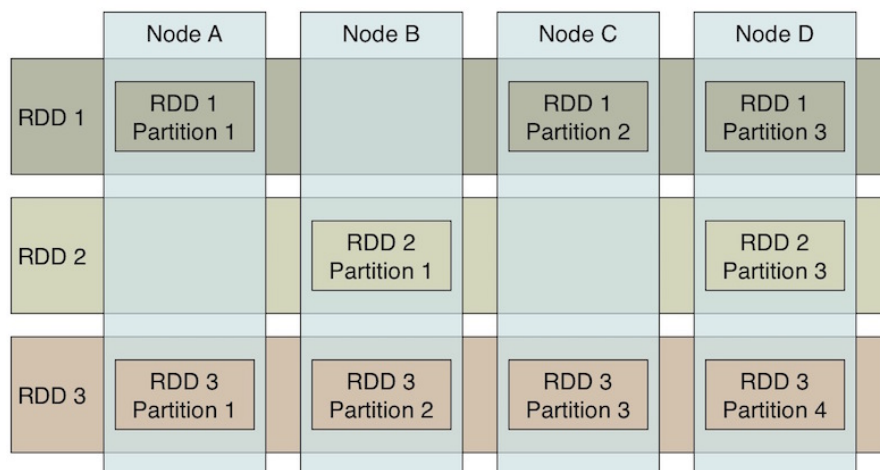 Node A
Node B
Node C
Node D
RDD 1
RDD 1
Partition 1
RDD 1
Partition 2
RDD 1
Partition 3
RDD 2
RDD 2
Partition 1
RDD 2
Partition 3
RDD 3
RDD 3
Partition 1
RDD 3
Partition 2
RDD 3
Partition 3
RDD 3
Partition 4